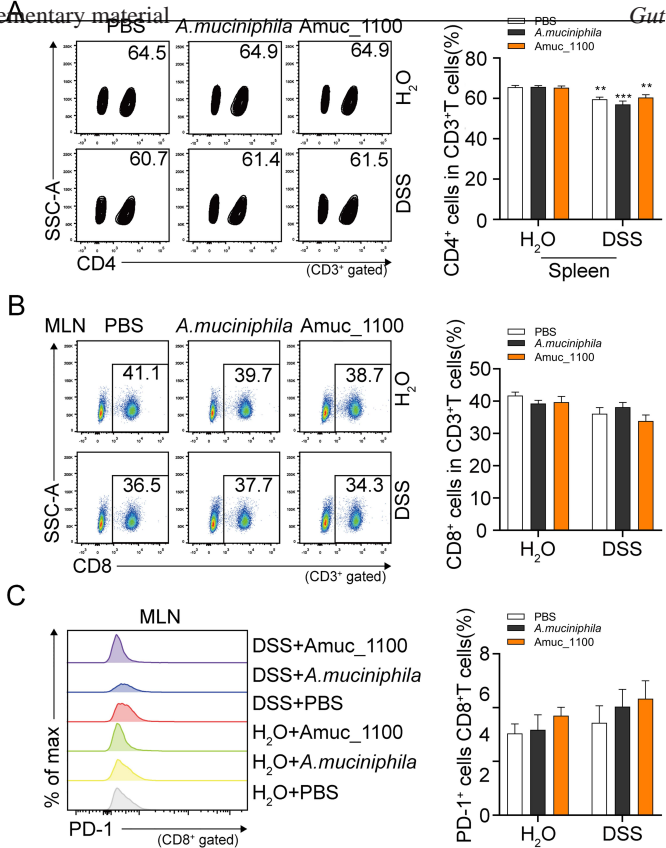 ementary material
Gut
A
PBS A.muciniphila Amuc_1100
64.5 64.9 64.9
H₂O
60.7 61.4 61.5
DSS
SSC-A
CD4
(CD3⁺ gated)
PBS
A.muciniphila
Amuc_1100
CD4⁺ cells in CD3⁺T cells(%)
80
60
40
20
0
** *** **
H₂O DSS
Spleen
B
MLN PBS A.muciniphila Amuc_1100
41.1 39.7 38.7
H₂O
36.5 37.7 34.3
DSS
SSC-A
CD8
(CD3⁺ gated)
PBS
A.muciniphila
Amuc_1100
CD8⁺ cells in CD3⁺T cells(%)
50
40
30
20
10
0
H₂O DSS
C
MLN
DSS+Amuc_1100
DSS+A.muciniphila
DSS+PBS
H₂O+Amuc_1100
H₂O+A.muciniphila
H₂O+PBS
% of max
PD-1
(CD8⁺ gated)
PBS
A.muciniphila
Amuc_1100
PD-1⁺ cells CD8⁺T cells(%)
8
6
4
2
0
H₂O DSS